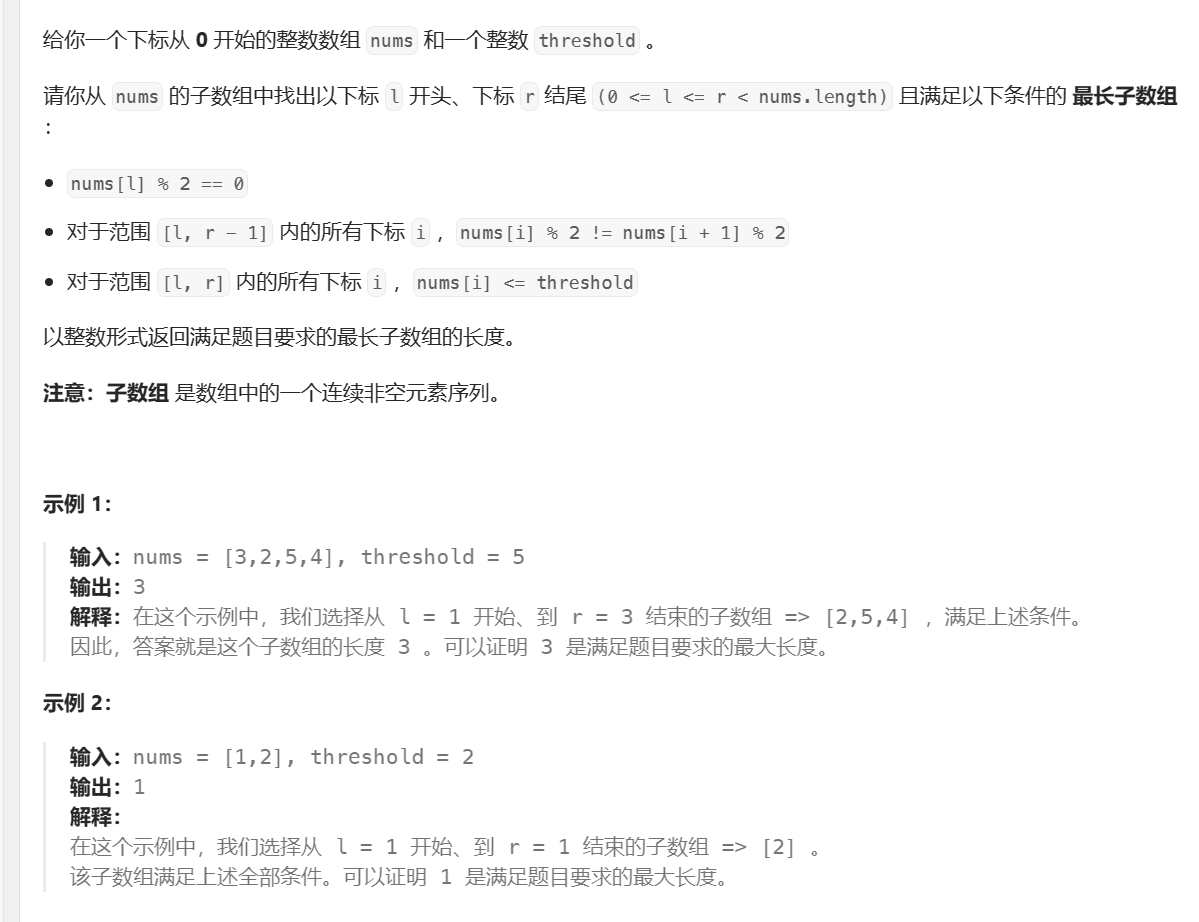 给你一个下标从 0 开始的整数数组 nums 和一个整数 threshold 。
请你从 nums 的子数组中找出以下标 l 开头、下标 r 结尾 (0 <= l <= r < nums.length) 且满足以下条件的 最长子数组
：
• nums[l] % 2 == 0
• 对于范围 [l, r - 1] 内的所有下标 i ，nums[i] % 2 != nums[i + 1] % 2
• 对于范围 [l, r] 内的所有下标 i ，nums[i] <= threshold
以整数形式返回满足题目要求的最长子数组的长度。
注意：子数组 是数组中的一个连续非空元素序列。
示例 1：
输入：nums = [3,2,5,4], threshold = 5
输出：3
解释：在这个示例中，我们选择从 l = 1 开始、到 r = 3 结束的子数组 => [2,5,4] ，满足上述条件。
因此，答案就是这个子数组的长度 3 。可以证明 3 是满足题目要求的最大长度。
示例 2：
输入：nums = [1,2], threshold = 2
输出：1
解释：
在这个示例中，我们选择从 l = 1 开始、到 r = 1 结束的子数组 => [2] 。
该子数组满足上述全部条件。可以证明 1 是满足题目要求的最大长度。